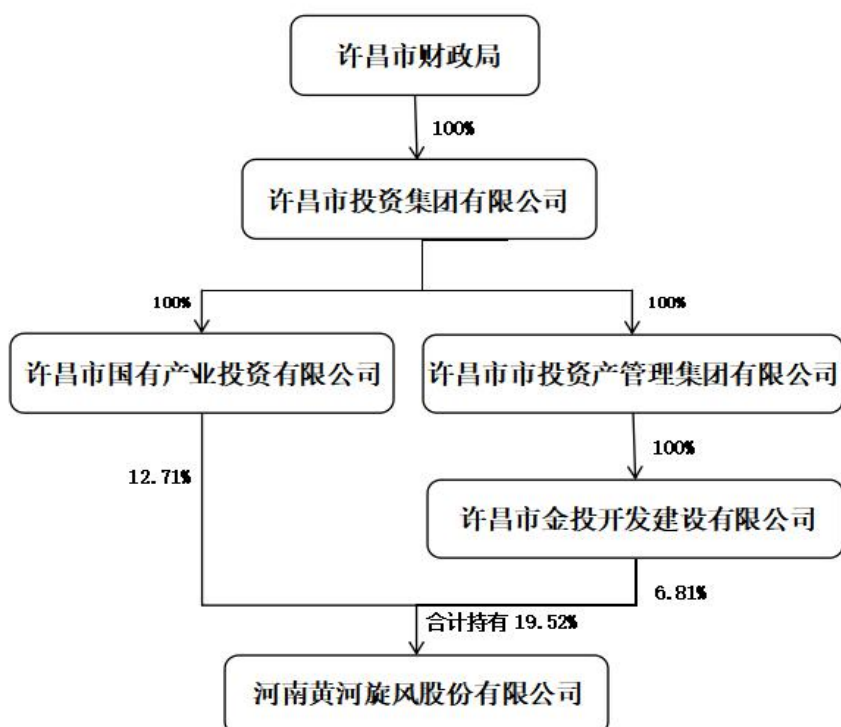 许昌市财政局
100%
许昌市投资集团有限公司
100%
100%
许昌市国有产业投资有限公司
许昌市市投资产管理集团有限公司
12.71%
100%
许昌市金投开发建设有限公司
6.81%
合计持有 19.52%
河南黄河旋风股份有限公司